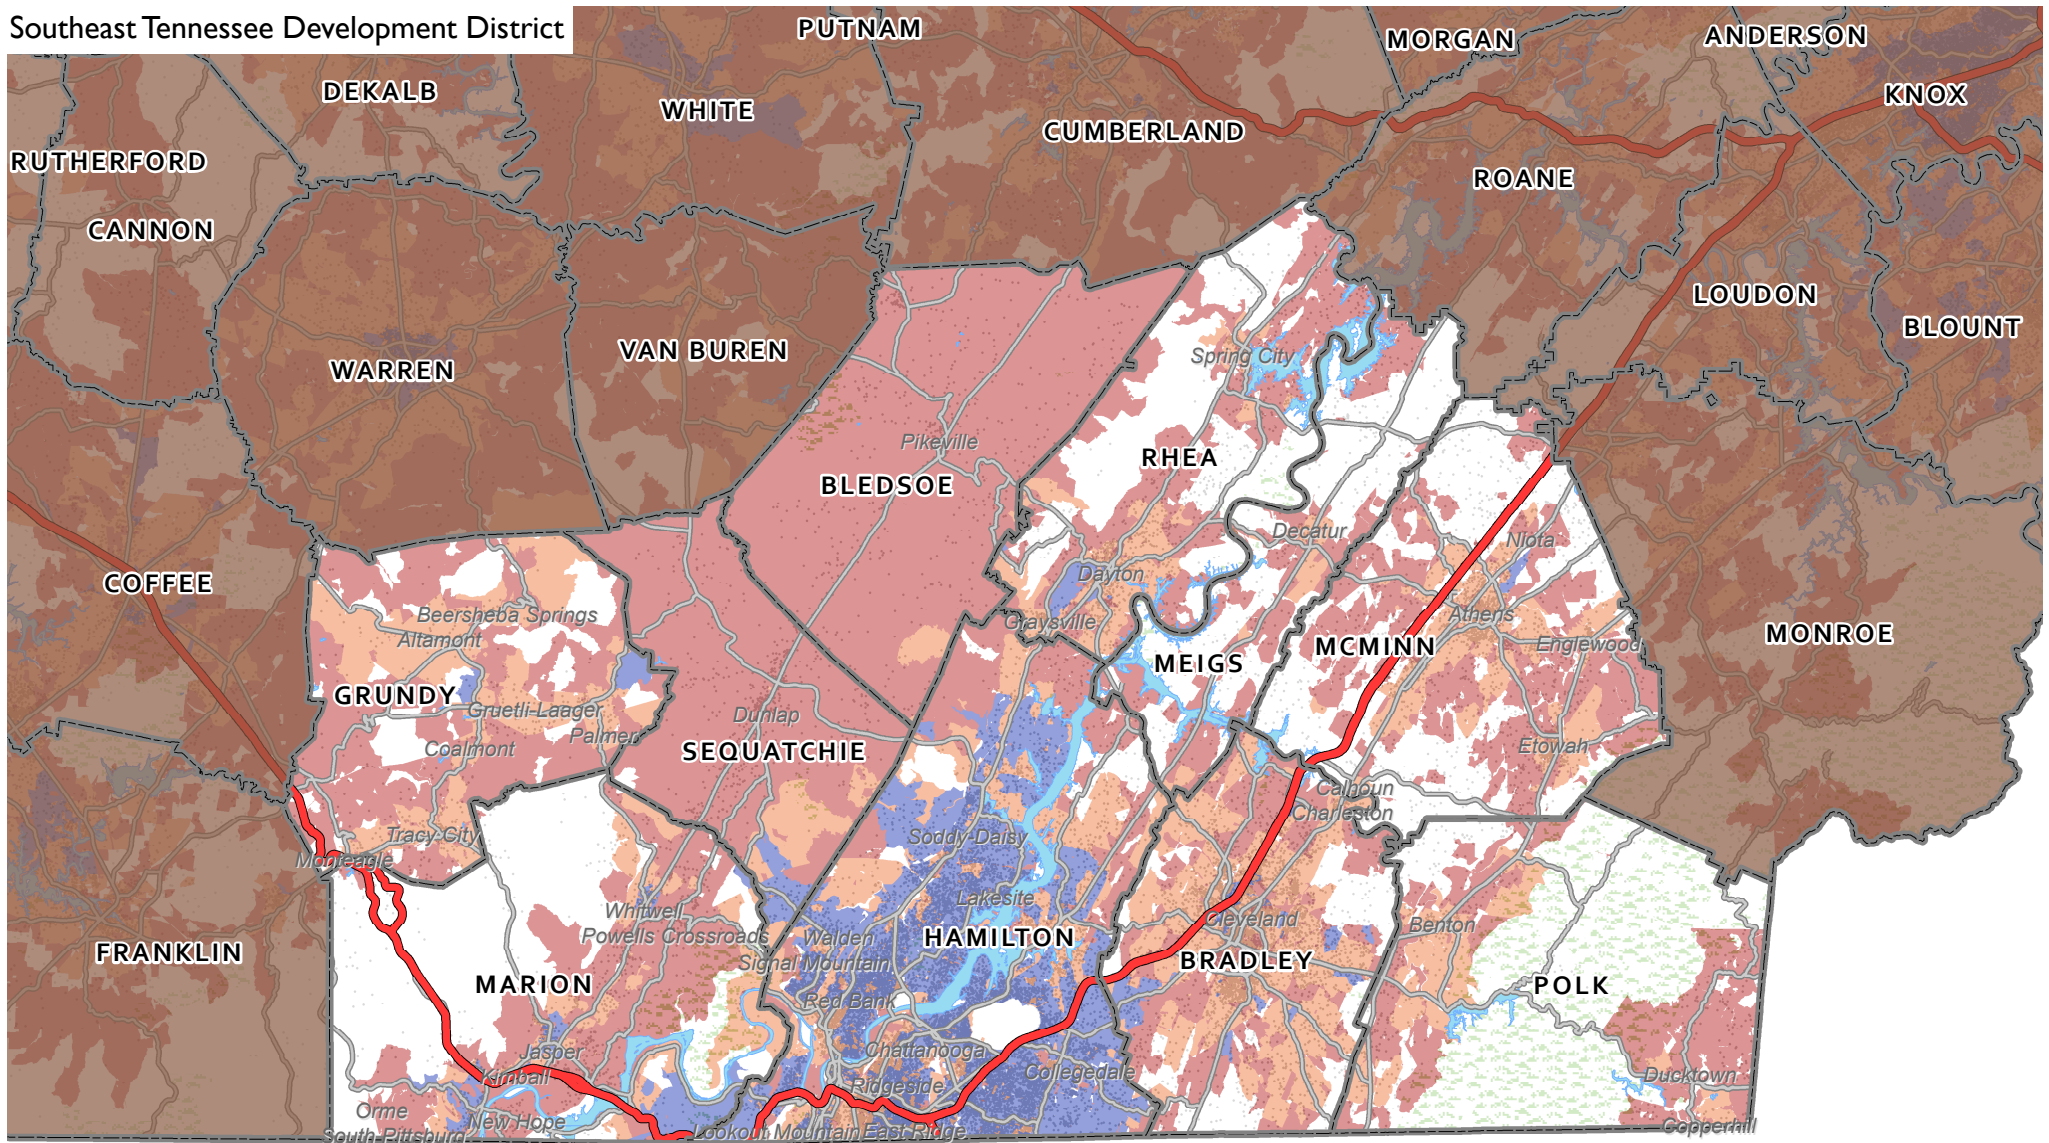 Southeast Tennessee Development District
PUTNAM
MORGAN
ANDERSON
DEKALB
WHITE
KNOX
CUMBERLAND
RUTHERFORD
ROANE
CANNON
LOUDON
BLOUNT
VAN BUREN
WARREN
Spring City
Pikeville
RHEA
BLEDSOE
Decatur
Niota
COFFEE
Dayton
Beersheba Springs
Athens
Altamont
Graysville
MONROE
MCMINN
Englewood
MEIGS
GRUNDY
Gruetli-Laager
Dunlap
Palmer
Coalmont
SEQUATCHIE
Etowah
Calhoun
Charleston
Tracy City
Soddy-Daisy
Monteagle
Lakesite
Whitwell
Cleveland
Benton
Powells Crossroads
Walden
HAMILTON
FRANKLIN
Signal Mountain
BRADLEY
MARION
POLK
Red Bank
Jasper
Chattanooga
Collegedale
Kimball
Ridgeside
Ducktown
Orme
New Hope
South Pittsburg
Lookout Mountain
East Ridge
Copperhill